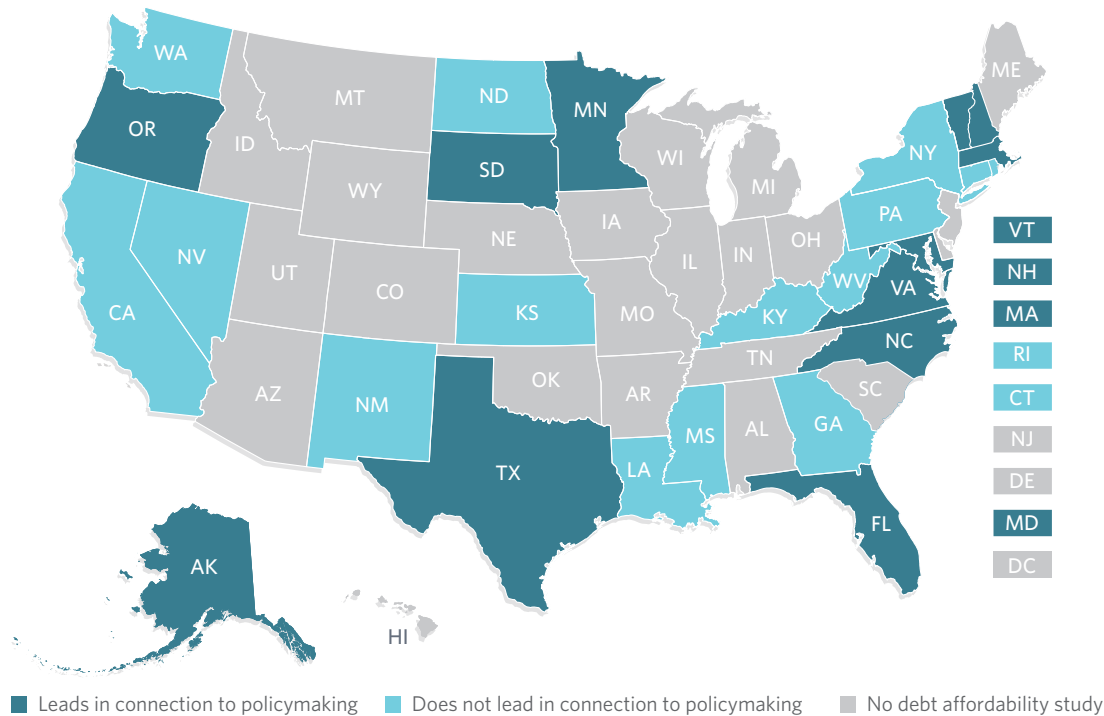 WA
ME
MT
ND
MN
OR
ID
NY
WI
SD
MI
WY
PA
IA
NE
OH
VT
IL
IN
NV
UT
NH
CO
WV
VA
CA
KS
MO
KY
MA
NC
TN
RI
OK
AZ
AR
SC
CT
NM
MS
AL
GA
NJ
LA
TX
DE
FL
MD
AK
DC
HI
Leads in connection to policymaking
Does not lead in connection to policymaking
No debt affordability study